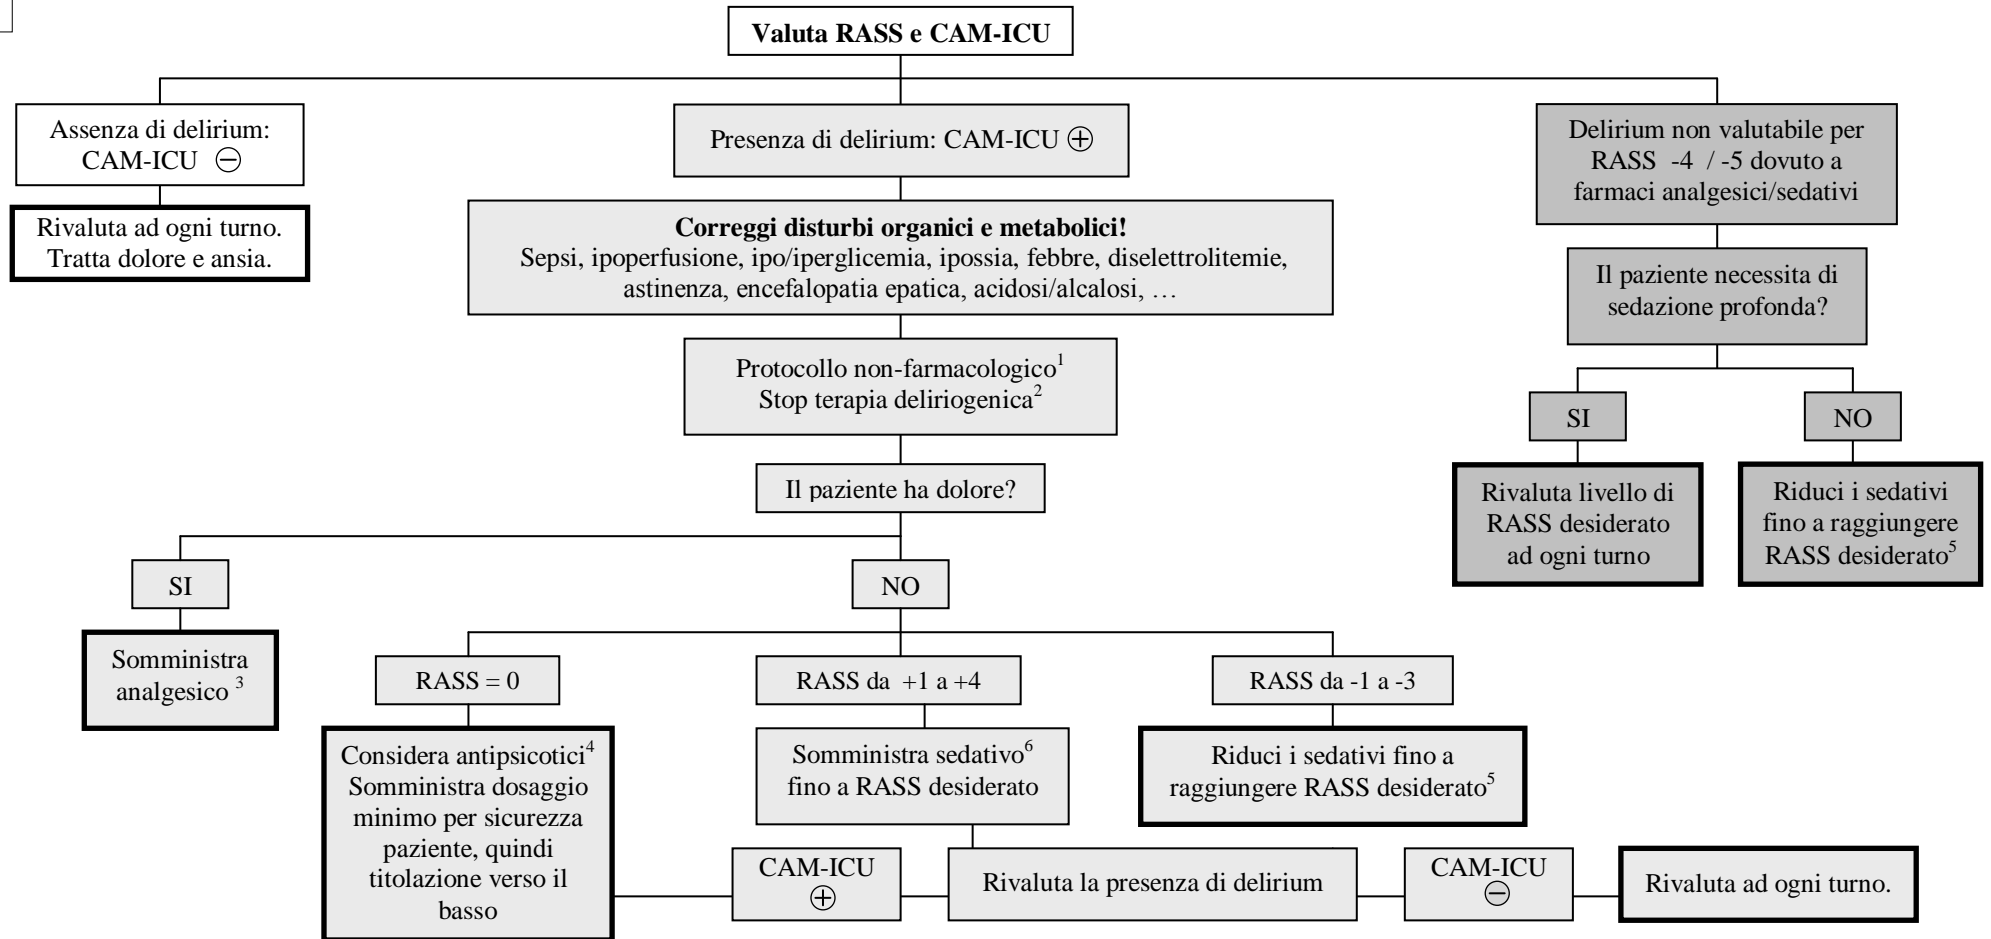 Valuta RASS e CAM-ICU
Assenza di delirium:
CAM-ICU ⊖
Rivaluta ad ogni turno.
Tratta dolore e ansia.
Presenza di delirium: CAM-ICU ⊕
Correggi disturbi organici e metabolici!
Sepsi, ipoperfusione, ipo/iperglicemia, ipossia, febbre, diselettrolitemie,
astinenza, encefalopatia epatica, acidosi/alcalosi, …
Protocollo non-farmacologico¹
Stop terapia deliriogenica²
Il paziente ha dolore?
SI
Somministra
analgesico ³
NO
RASS = 0
Considera antipsicotici⁴
Somministra dosaggio
minimo per sicurezza
paziente, quindi
titolazione verso il
basso
RASS da +1 a +4
Somministra sedativo⁶
fino a RASS desiderato
RASS da -1 a -3
Riduci i sedativi fino a
raggiungere RASS desiderato⁵
CAM-ICU
⊕
Rivaluta la presenza di delirium
CAM-ICU
⊖
Rivaluta ad ogni turno.
Delirium non valutabile per
RASS -4 / -5 dovuto a
farmaci analgesici/sedativi
Il paziente necessita di
sedazione profonda?
SI
Rivaluta livello di
RASS desiderato
ad ogni turno
NO
Riduci i sedativi
fino a raggiungere
RASS desiderato⁵